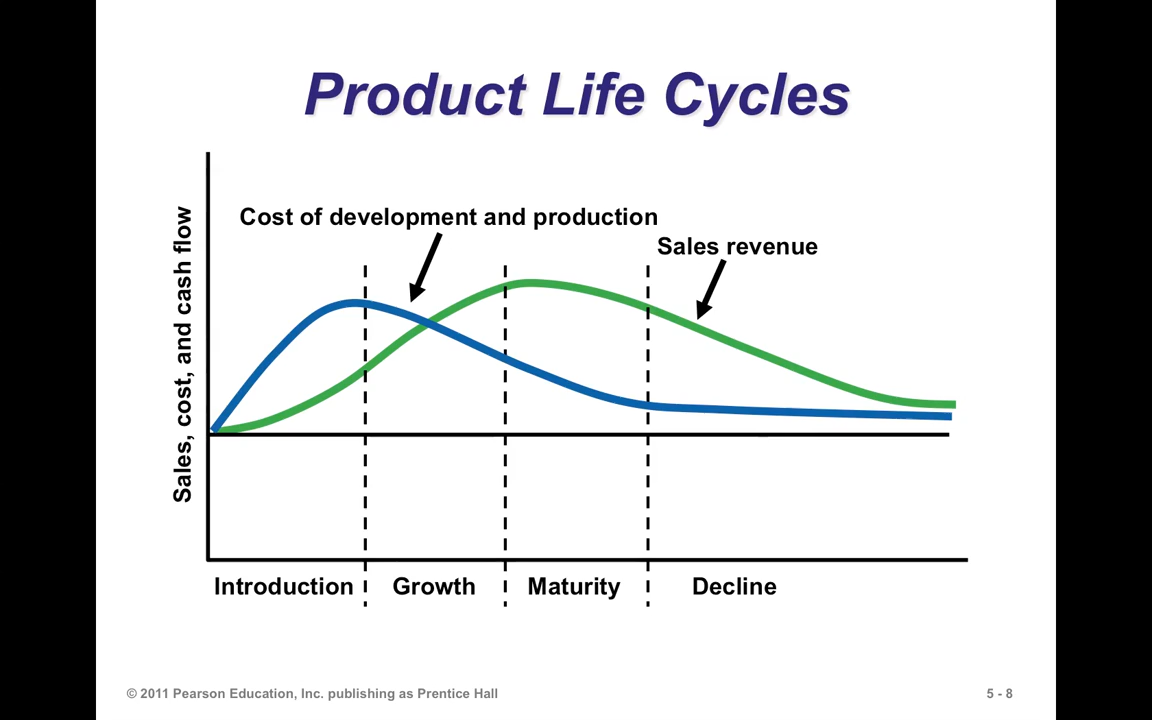 Product Life Cycles
Sales, cost, and cash flow
Cost of development and production
Sales revenue
Introduction
Growth
Maturity
Decline
© 2011 Pearson Education, Inc. publishing as Prentice Hall
5 - 8